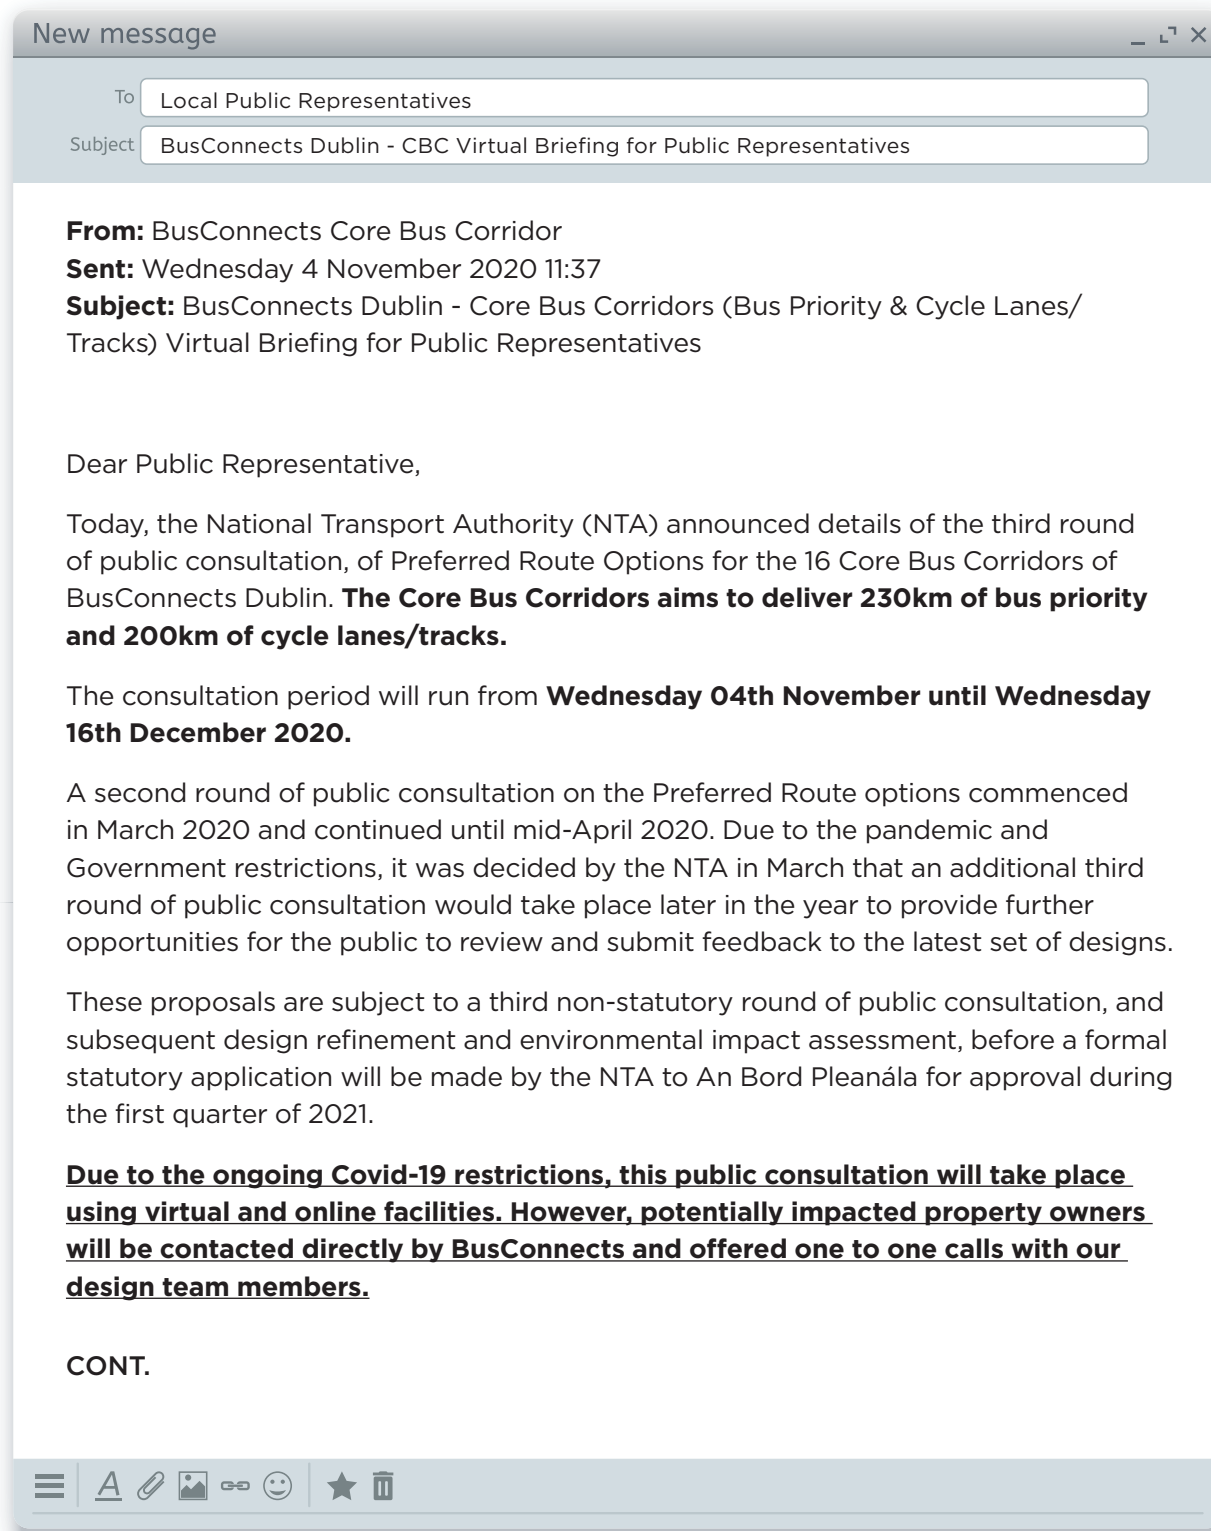 New message
To Local Public Representatives
Subject BusConnects Dublin - CBC Virtual Briefing for Public Representatives
From: BusConnects Core Bus Corridor
Sent: Wednesday 4 November 2020 11:37
Subject: BusConnects Dublin - Core Bus Corridors (Bus Priority & Cycle Lanes/
Tracks) Virtual Briefing for Public Representatives
Dear Public Representative,
Today, the National Transport Authority (NTA) announced details of the third round
of public consultation, of Preferred Route Options for the 16 Core Bus Corridors of
BusConnects Dublin. The Core Bus Corridors aims to deliver 230km of bus priority
and 200km of cycle lanes/tracks.
The consultation period will run from Wednesday 04th November until Wednesday
16th December 2020.
A second round of public consultation on the Preferred Route options commenced
in March 2020 and continued until mid-April 2020. Due to the pandemic and
Government restrictions, it was decided by the NTA in March that an additional third
round of public consultation would take place later in the year to provide further
opportunities for the public to review and submit feedback to the latest set of designs.
These proposals are subject to a third non-statutory round of public consultation, and
subsequent design refinement and environmental impact assessment, before a formal
statutory application will be made by the NTA to An Bord Pleanála for approval during
the first quarter of 2021.
Due to the ongoing Covid-19 restrictions, this public consultation will take place
using virtual and online facilities. However, potentially impacted property owners
will be contacted directly by BusConnects and offered one to one calls with our
design team members.
CONT.